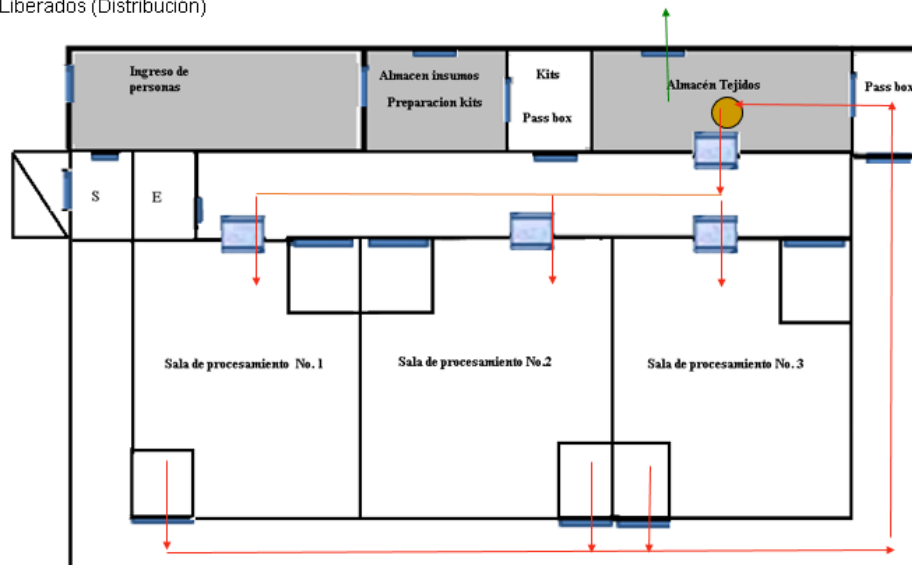 Liberados (Distribución)
Ingreso de
personas
Almacen insumos
Preparacion kits
Kits
Pass box
Almacén Tejidos
Pass box
S
E
Sala de procesamiento No. 1
Sala de procesamiento No.2
Sala de procesamiento No. 3